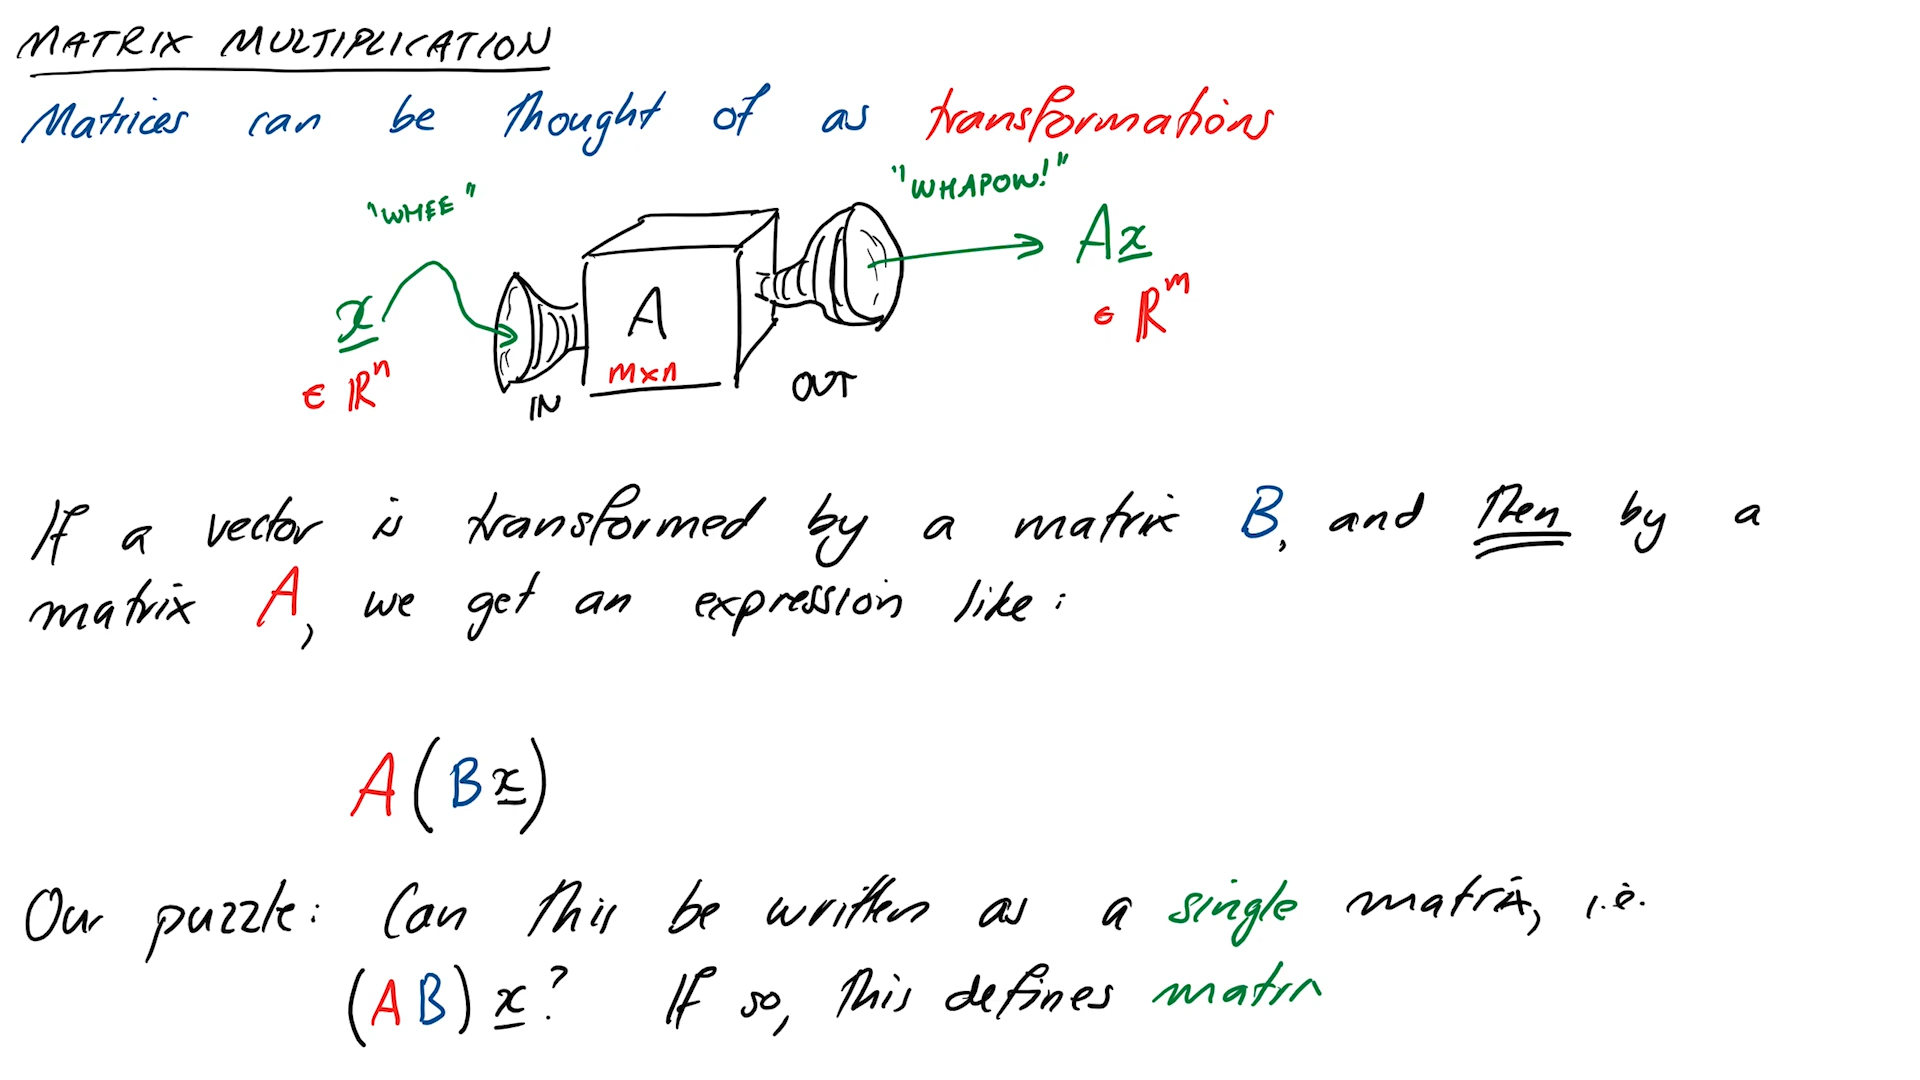 MATRIX MULTIPLICATION
Matrices can be thought of as transformations
"WHEE" "WHAPOW!"
x A Ax
∈ ℝⁿ m×n ∈ ℝᵐ
IN OUT
If a vector is transformed by a matrix B, and then by a
matrix A, we get an expression like:
A(Bx)
Our puzzle: Can this be written as a single matrix, i.e.
(AB)x? If so, this defines matri